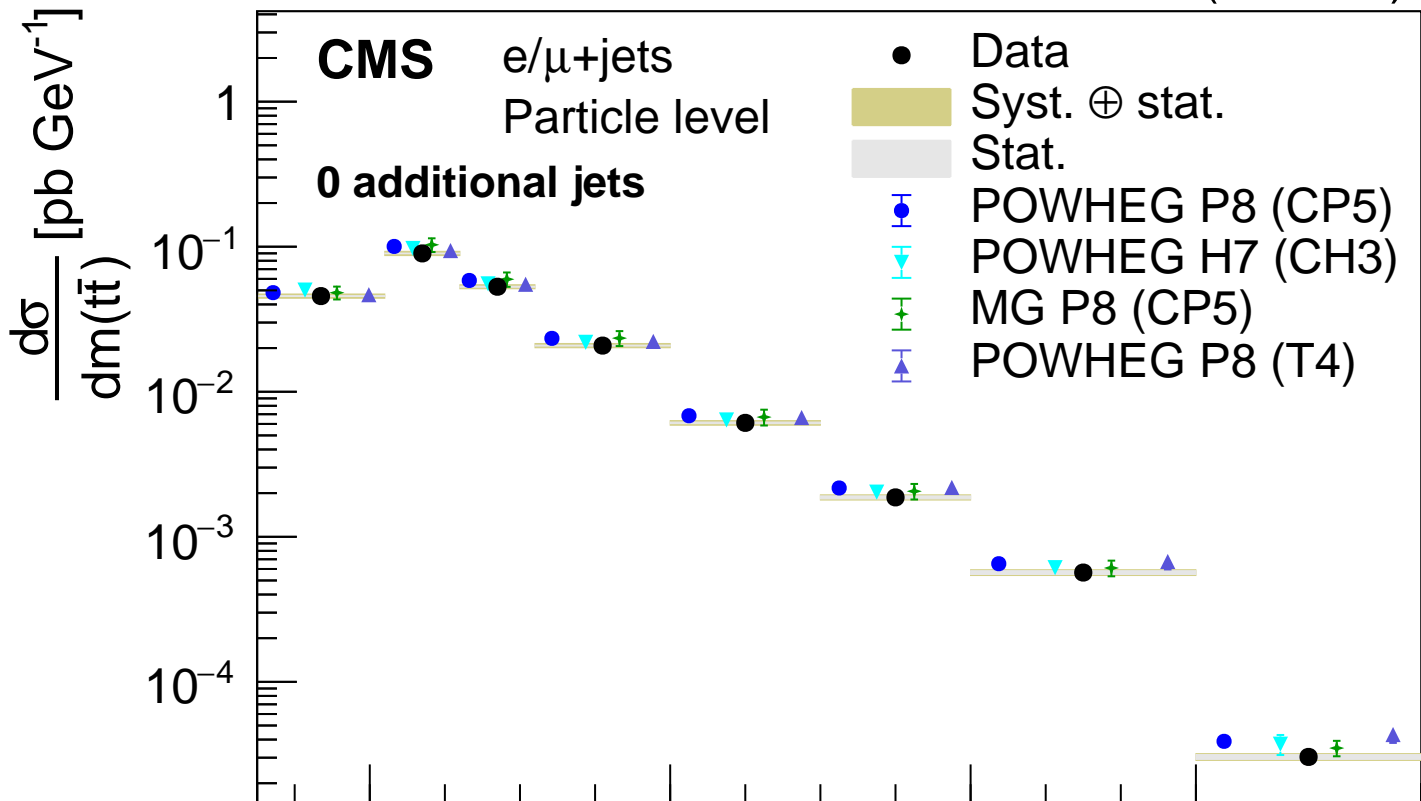 CMS e/μ+jets
Particle level
0 additional jets
Data
Syst. ⊕ stat.
Stat.
POWHEG P8 (CP5)
POWHEG H7 (CH3)
MG P8 (CP5)
POWHEG P8 (T4)
dσ/dm(tt̄) [pb GeV⁻¹]
1
10⁻¹
10⁻²
10⁻³
10⁻⁴